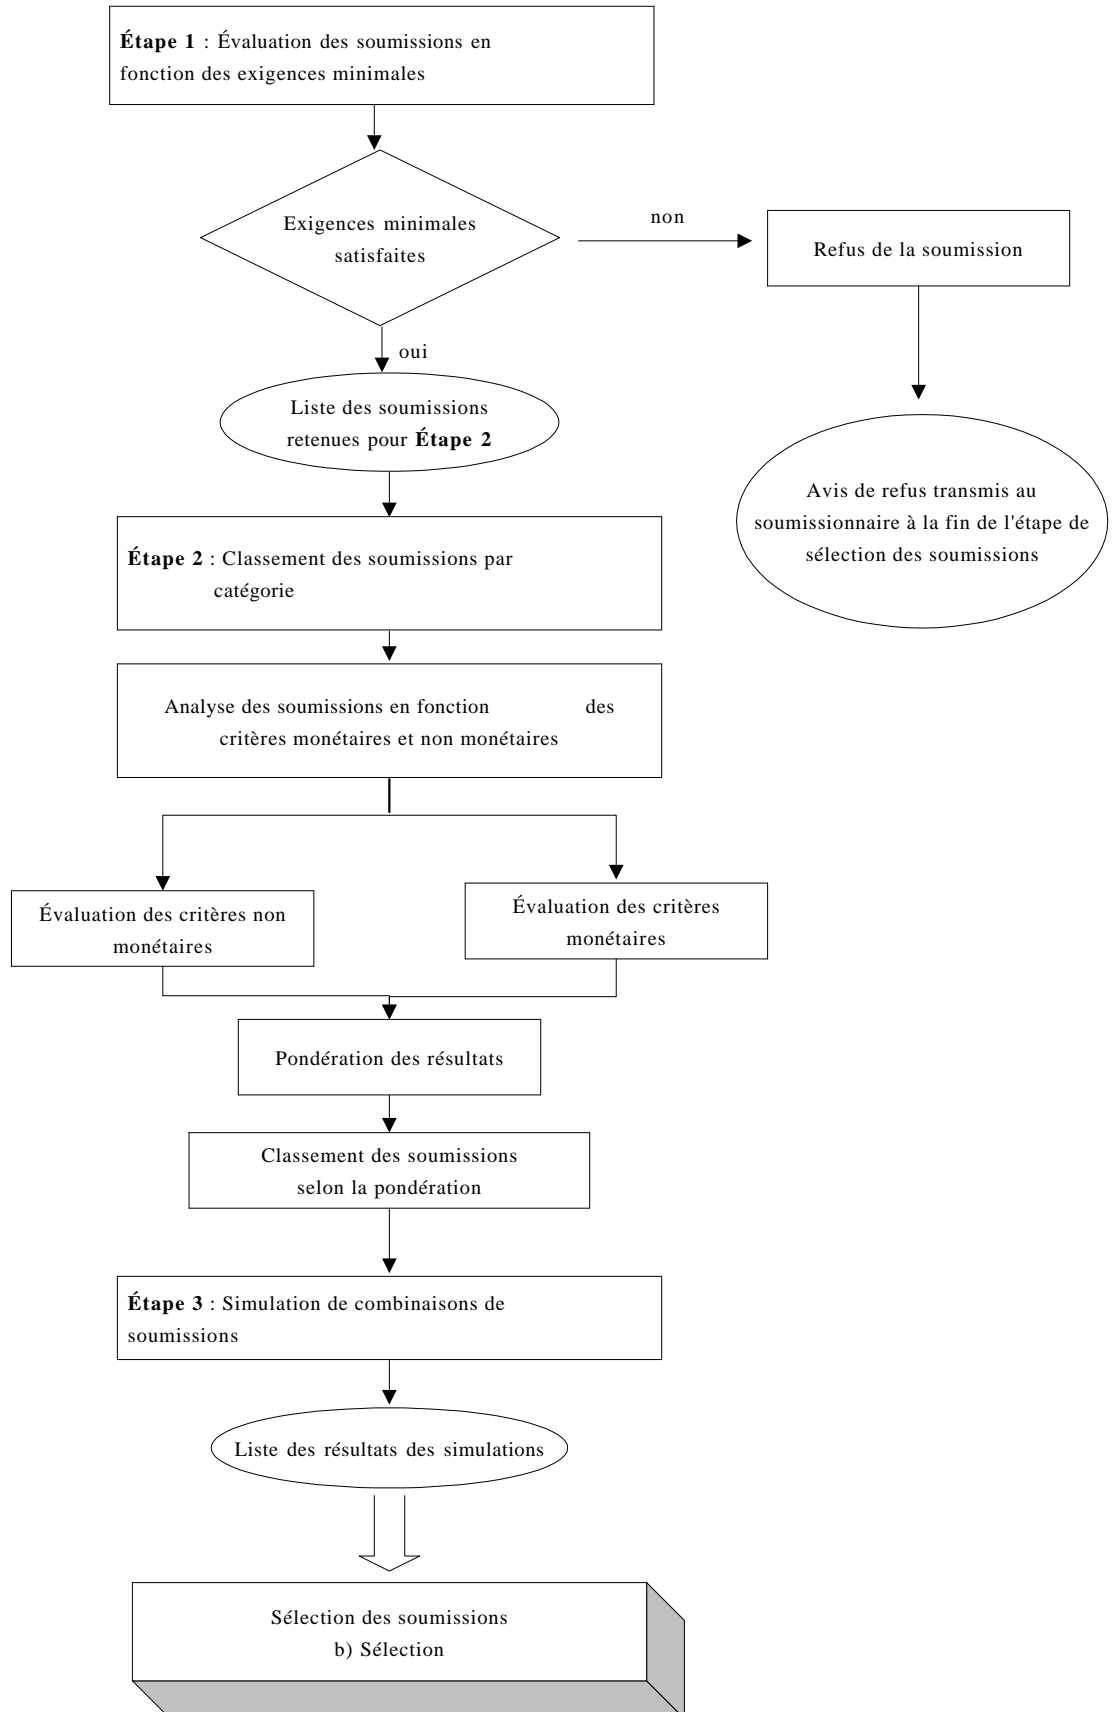 Étape 1 : Évaluation des soumissions en
fonction des exigences minimales
Exigences minimales
satisfaites
non
Refus de la soumission
oui
Liste des soumissions
retenues pour Étape 2
Avis de refus transmis au
soumissionnaire à la fin de l'étape de
sélection des soumissions
Étape 2 : Classement des soumissions par
catégorie
Analyse des soumissions en fonction des
critères monétaires et non monétaires
Évaluation des critères non
monétaires
Évaluation des critères
monétaires
Pondération des résultats
Classement des soumissions
selon la pondération
Étape 3 : Simulation de combinaisons de
soumissions
Liste des résultats des simulations
Sélection des soumissions
b) Sélection